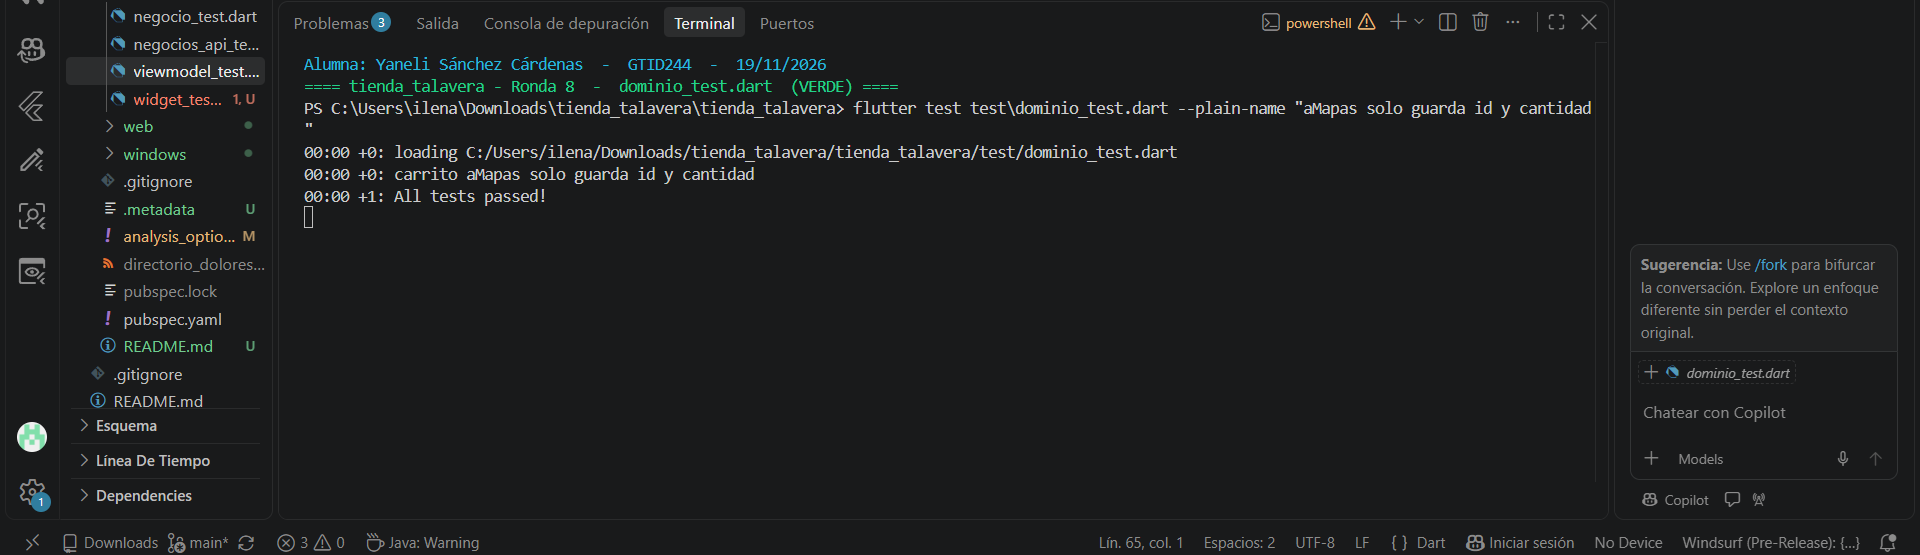 negocio_test.dart
negocios_api_te...
viewmodel_test....
widget_tes... 1, U
web
windows
.gitignore
.metadata U
analysis_optio... M
directorio_dolores...
pubspec.lock
pubspec.yaml
README.md U
.gitignore
README.md
Esquema
Línea De Tiempo
Dependencies
1
Problemas 3 Salida Consola de depuración Terminal Puertos
powershell
Alumna: Yaneli Sánchez Cárdenas - GTID244 - 19/11/2026
==== tienda_talavera - Ronda 8 - dominio_test.dart (VERDE) ====
PS C:\Users\ilena\Downloads\tienda_talavera\tienda_talavera> flutter test test\dominio_test.dart --plain-name "aMapas solo guarda id y cantidad
"
00:00 +0: loading C:/Users/ilena/Downloads/tienda_talavera/tienda_talavera/test/dominio_test.dart
00:00 +0: carrito aMapas solo guarda id y cantidad
00:00 +1: All tests passed!
Sugerencia: Use /fork para bifurcar
la conversación. Explore un enfoque
diferente sin perder el contexto
original.
dominio_test.dart
Chatear con Copilot
Models
Copilot
Downloads main* 3 0 Java: Warning Lín. 65, col. 1 Espacios: 2 UTF-8 LF { } Dart Iniciar sesión No Device Windsurf (Pre-Release): {...}